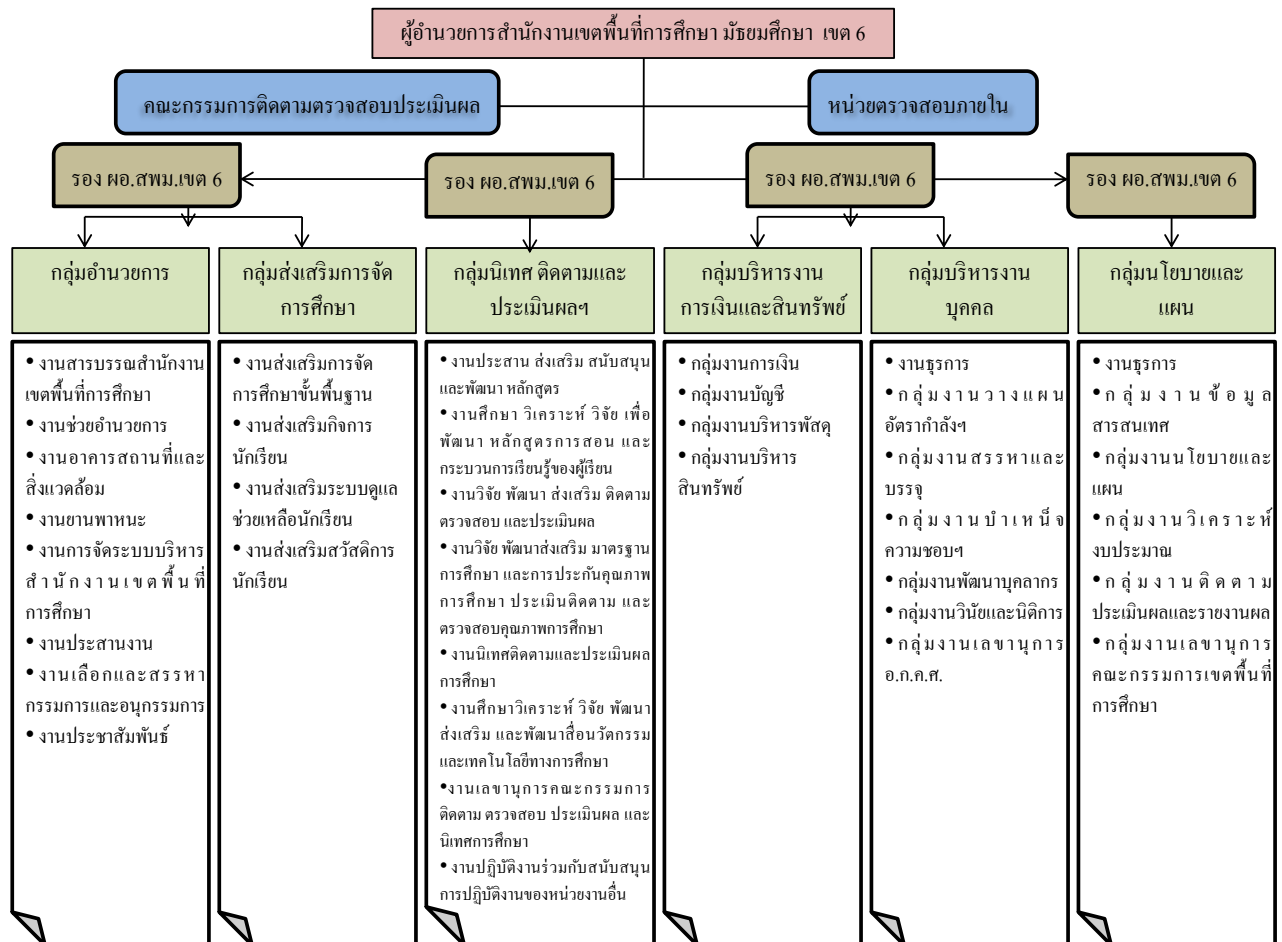 ผู้อำนวยการสำนักงานเขตพื้นที่การศึกษา มัธยมศึกษา เขต 6
คณะกรรมการติดตามตรวจสอบประเมินผล
หน่วยตรวจสอบภายใน
รอง ผอ.สพม.เขต 6
รอง ผอ.สพม.เขต 6
รอง ผอ.สพม.เขต 6
รอง ผอ.สพม.เขต 6
กลุ่มอำนวยการ
• งานสารบรรณสำนักงาน
เขตพื้นที่การศึกษา
• งานช่วยอำนวยการ
• งานอาคารสถานที่และ
สิ่งแวดล้อม
• งานยานพาหนะ
• งานการจัดระบบบริหาร
สำนักงานเขตพื้นที่
การศึกษา
• งานประสานงาน
• งานเลือกและสรรหา
กรรมการและอนุกรรมการ
• งานประชาสัมพันธ์
กลุ่มส่งเสริมการจัด
การศึกษา
• งานส่งเสริมการจัด
การศึกษาขั้นพื้นฐาน
• งานส่งเสริมกิจการ
นักเรียน
• งานส่งเสริมระบบดูแล
ช่วยเหลือนักเรียน
• งานส่งเสริมสวัสดิการ
นักเรียน
กลุ่มนิเทศ ติดตามและ
ประเมินผลฯ
• งานประสาน ส่งเสริม สนับสนุน
และพัฒนา หลักสูตร
• งานศึกษา วิเคราะห์ วิจัย เพื่อ
พัฒนา หลักสูตรการสอน และ
กระบวนการเรียนรู้ของผู้เรียน
• งานวิจัย พัฒนา ส่งเสริม ติดตาม
ตรวจสอบ และประเมินผล
• งานวิจัย พัฒนาส่งเสริม มาตรฐาน
การศึกษา และการประกันคุณภาพ
การศึกษา ประเมินติดตาม และ
ตรวจสอบคุณภาพการศึกษา
• งานนิเทศติดตามและประเมินผล
การศึกษา
• งานศึกษาวิเคราะห์ วิจัย พัฒนา
ส่งเสริม และพัฒนาสื่อนวัตกรรม
และเทคโนโลยีทางการศึกษา
•งานเลขานุการคณะกรรมการ
ติดตาม ตรวจสอบ ประเมินผล และ
นิเทศการศึกษา
• งานปฏิบัติงานร่วมกับสนับสนุน
การปฏิบัติงานของหน่วยงานอื่น
กลุ่มบริหารงาน
การเงินและสินทรัพย์
• กลุ่มงานการเงิน
• กลุ่มงานบัญชี
• กลุ่มงานบริหารพัสดุ
• กลุ่มงานบริหาร
สินทรัพย์
กลุ่มบริหารงาน
บุคคล
• งานธุรการ
• กลุ่มงานวางแผน
อัตรากำลังฯ
• กลุ่มงานสรรหาและ
บรรจุ
• กลุ่มงานบำเหน็จ
ความชอบฯ
• กลุ่มงานพัฒนาบุคลากร
• กลุ่มงานวินัยและนิติการ
• กลุ่มงานเลขานุการ
อ.ก.ค.ศ.
กลุ่มนโยบายและ
แผน
• งานธุรการ
• กลุ่มงานข้อมูล
สารสนเทศ
• กลุ่มงานนโยบายและ
แผน
• กลุ่มงานวิเคราะห์
งบประมาณ
• กลุ่มงานติดตาม
ประเมินผลและรายงานผล
• กลุ่มงานเลขานุการ
คณะกรรมการเขตพื้นที่
การศึกษา